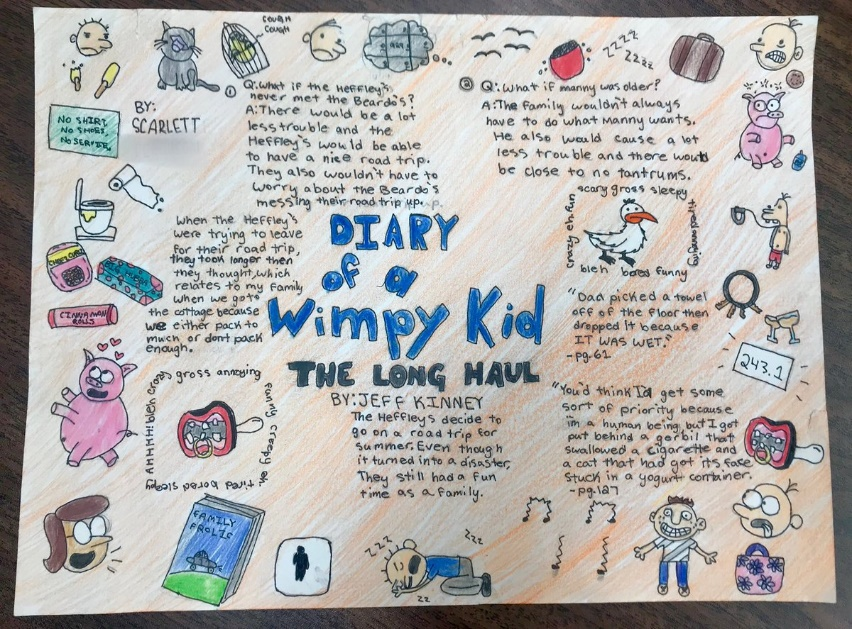 COUGH
COUGH
zzzz
zzzz
NO SHIRT
NO SHOES
NO SERVICE
BY:
SCARLETT
① Q: What if the Heffley's
never met the Beardo's?
A: There would be a lot
less trouble and the
Heffley's would be able
to have a nice road trip.
They also wouldn't have to
worry about the Beardo's
messing their road trip up.
② Q: What if manny was older?
A: The family wouldn't always
have to do what Manny wants.
He also would cause a lot
less trouble and there would
be close to no tantrums.
When the Heffley's
were trying to leave
for their road trip,
they took longer then
they thought, which
relates to my family
when we go to
the cottage because
we either pack to
much or dont pack
enough.
CINNAMON
ROLLS
DIARY
of a
Wimpy Kid
THE LONG HAUL
BY: JEFF KINNEY
The Heffleys decide to
go on a road trip for
summer. Even though
it turned into a disaster,
They still had a fun
time as a family.
scary gross sleepy
tired annoying
crazy eh fun
bleh bored funny
"Dad picked a towel
off of the floor then
dropped it because
IT WAS WET."
-pg.61
243.1
"You'd think I'd get some
sort of priority because
i'm a human being but I got
put behind a gerbil that
swallowed a cigarette and
a cat that had got it's face
stuck in a yogurt container.
-pg.127
gross annoying
funny creepy eh
tired bored sleepy
AHHHH! bleh cross
FAMILY
FROLIC
zzz
zzz
zz